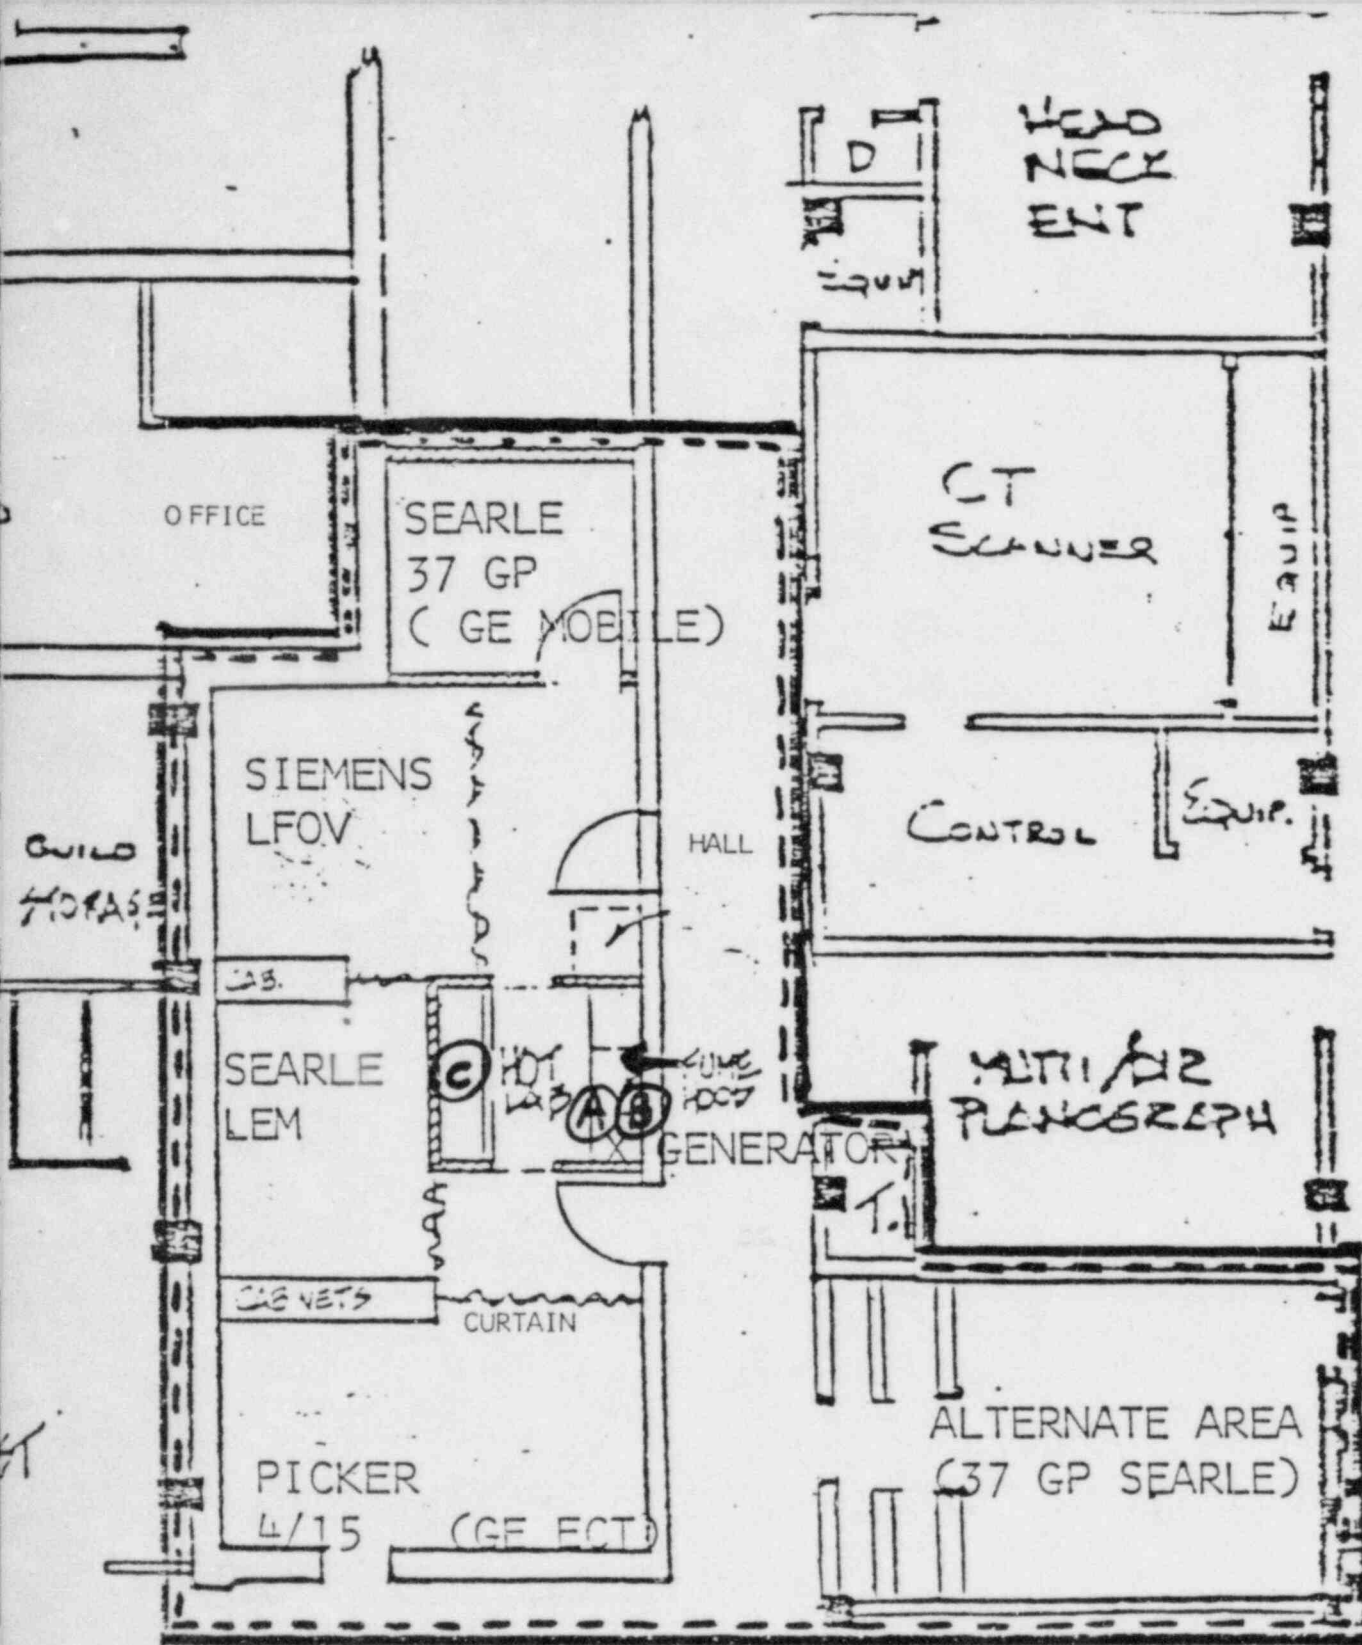 HEAD
NECK
ENT
D
OFFICE
SEARLE
37 GP
( GE MOBILE)
CT
SCANNER
EQUIP
SIEMENS
LFOV
HALL
CONTROL
EQUIP.
GUILD
CAB.
SEARLE
LEM
C
HOT
LAB
A
B
FUME
HOOD
X GENERATOR
PLANOGRAPH
T.
CABINETS
CURTAIN
PICKER
4/15 (GE ECT)
ALTERNATE AREA
(37 GP SEARLE)